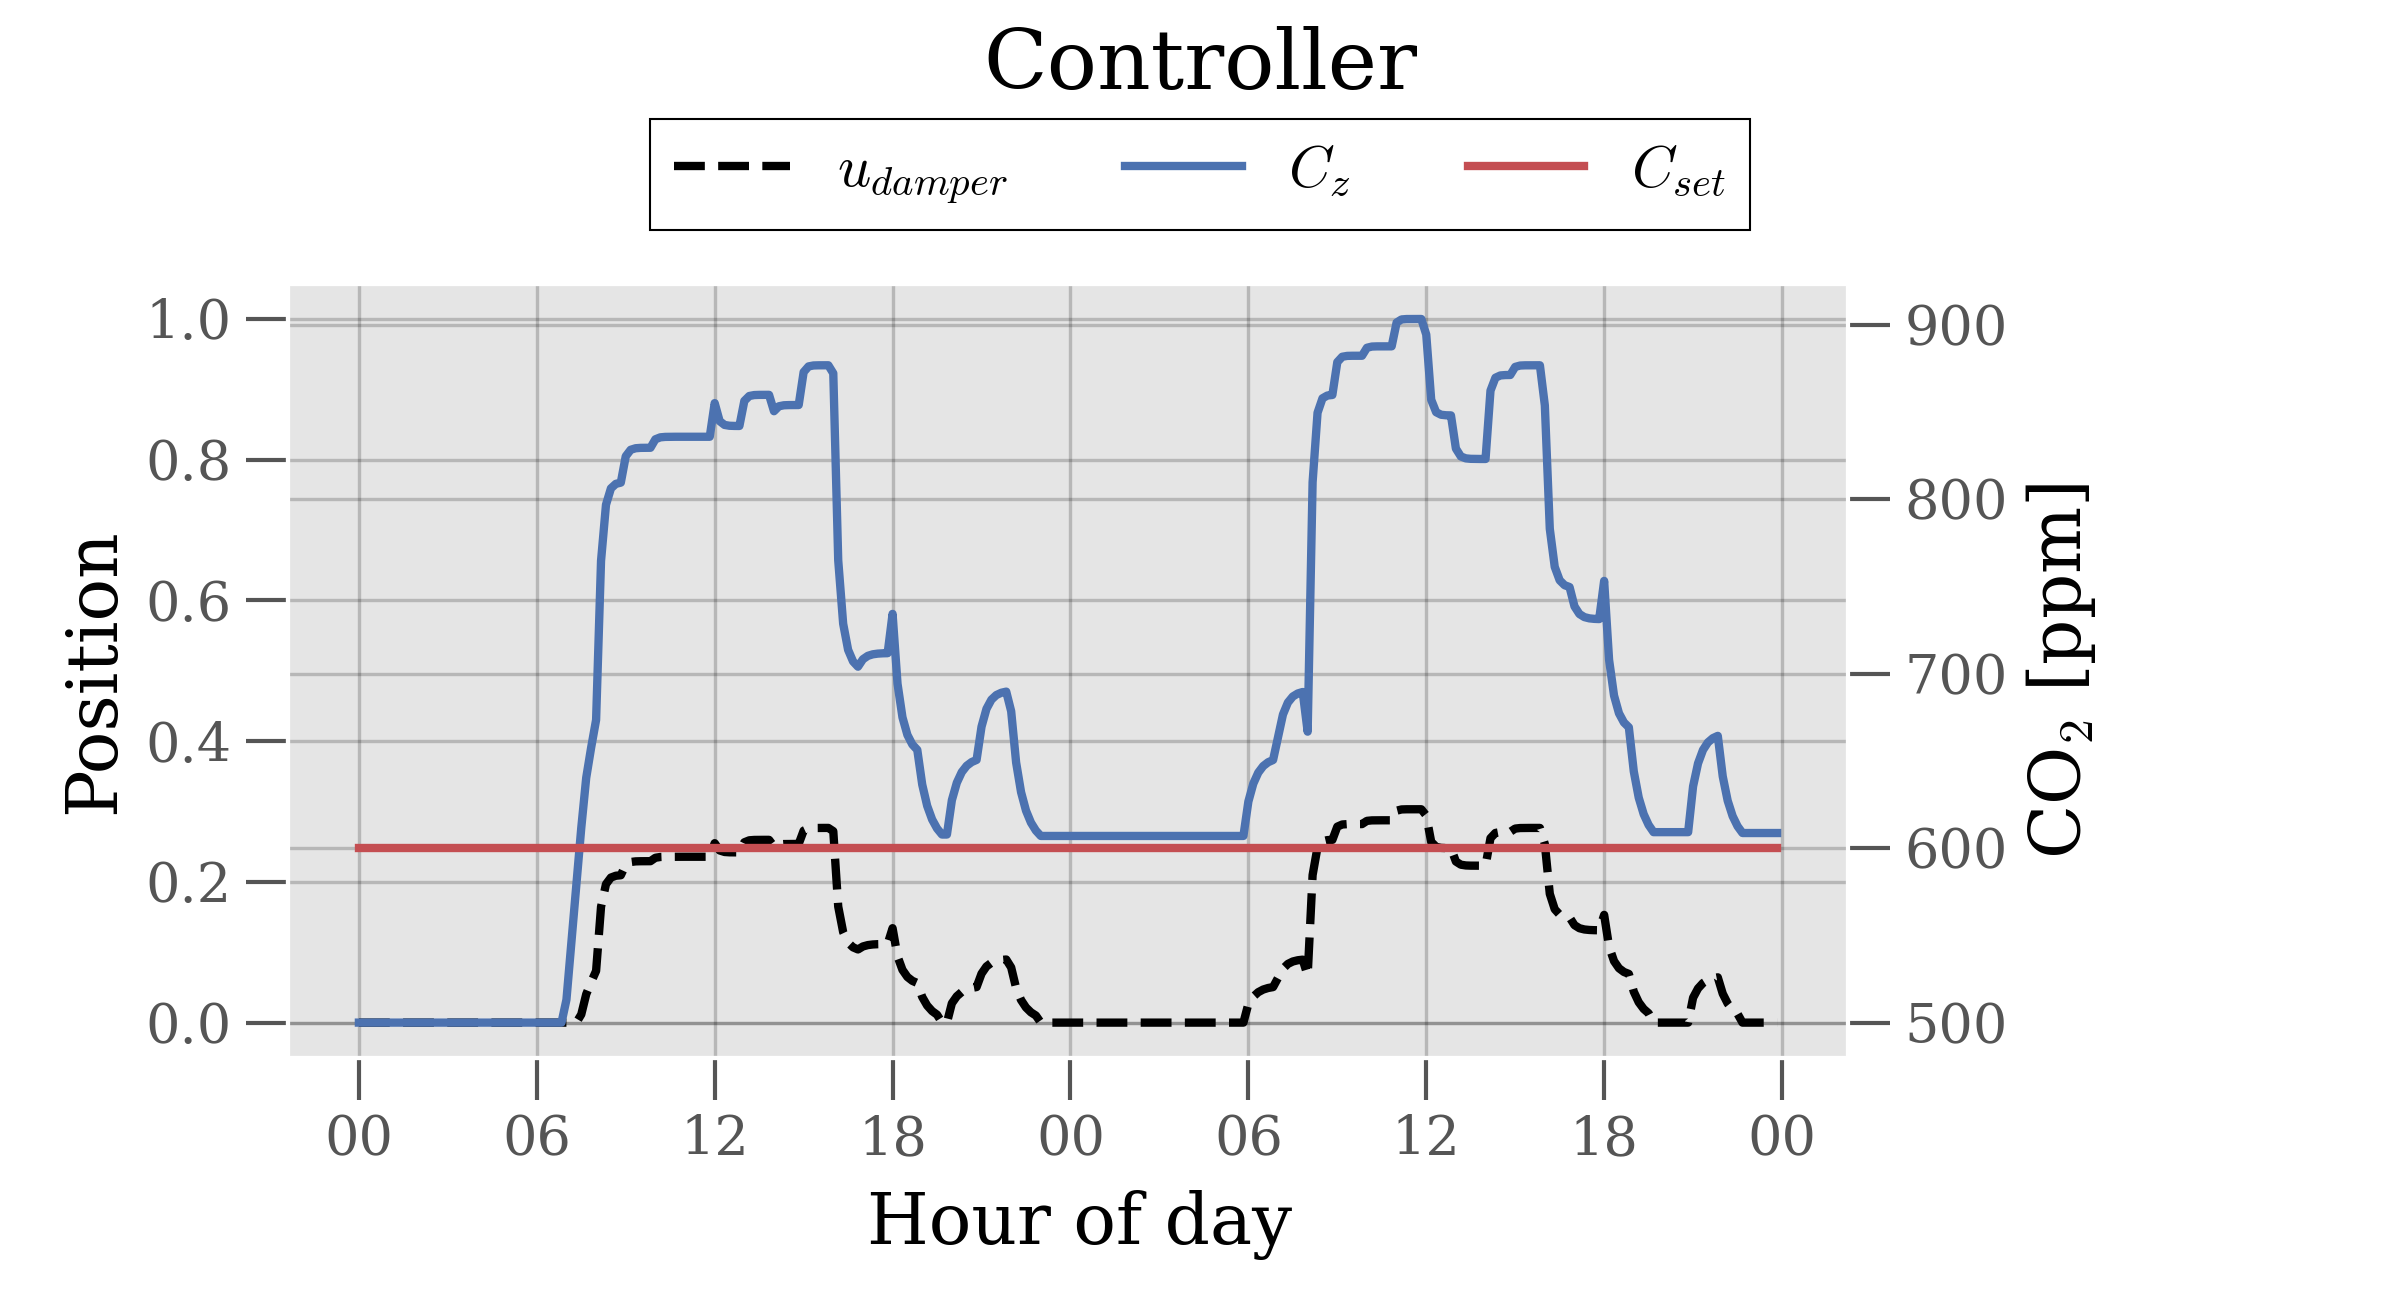 Controller
u_damper C_z C_set
1.0
0.8
0.6
0.4
0.2
0.0
Position
900
800
700
600
500
CO₂ [ppm]
00 06 12 18 00 06 12 18 00
Hour of day